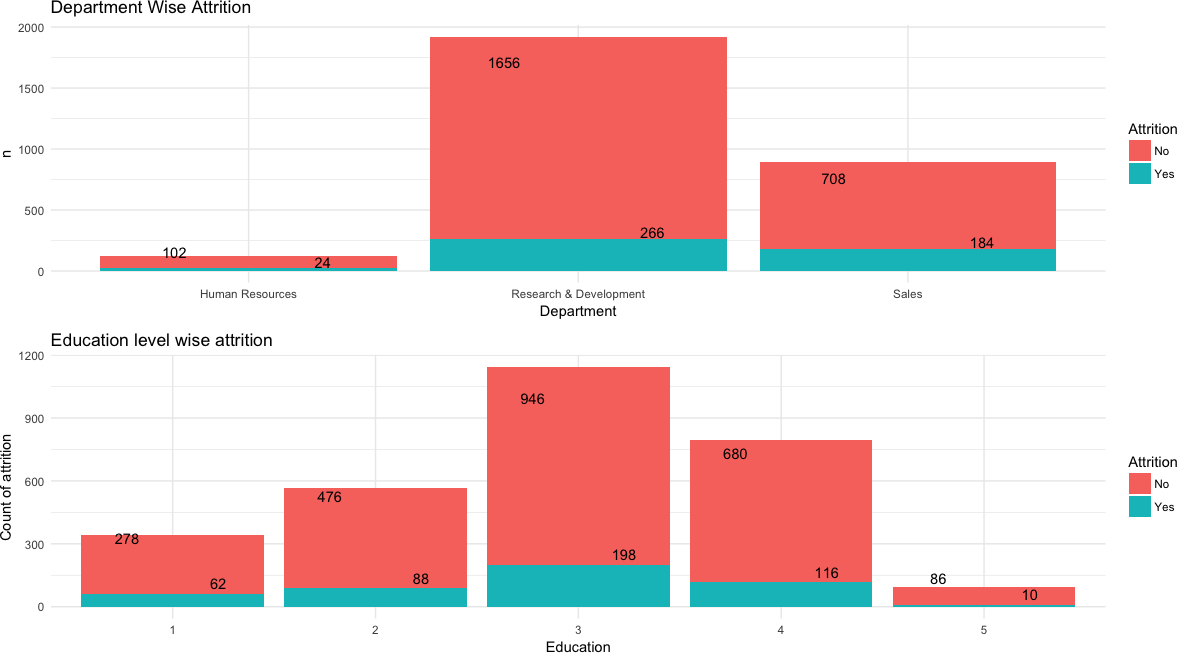 Department Wise Attrition
2000
1500
1000
500
0
n
1656
266
708
184
102
24
Human Resources
Research & Development
Sales
Department
Attrition
No
Yes
Education level wise attrition
1200
900
600
300
0
Count of attrition
278
62
476
88
946
198
680
116
86
10
1
2
3
4
5
Education
Attrition
No
Yes